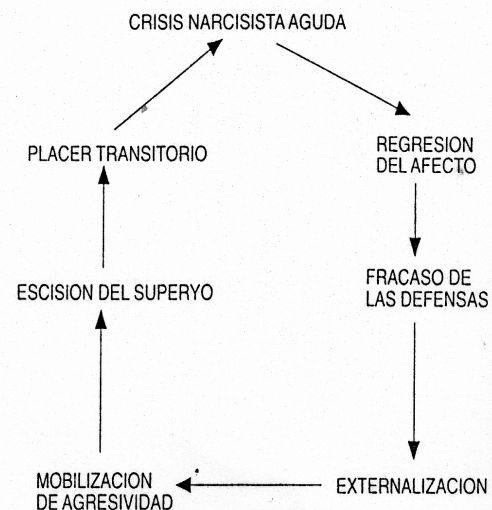 CRISIS NARCISISTA AGUDA
REGRESION
DEL AFECTO
FRACASO DE
LAS DEFENSAS
EXTERNALIZACION
MOBILIZACION
DE AGRESIVIDAD
ESCISION DEL SUPERYO
PLACER TRANSITORIO